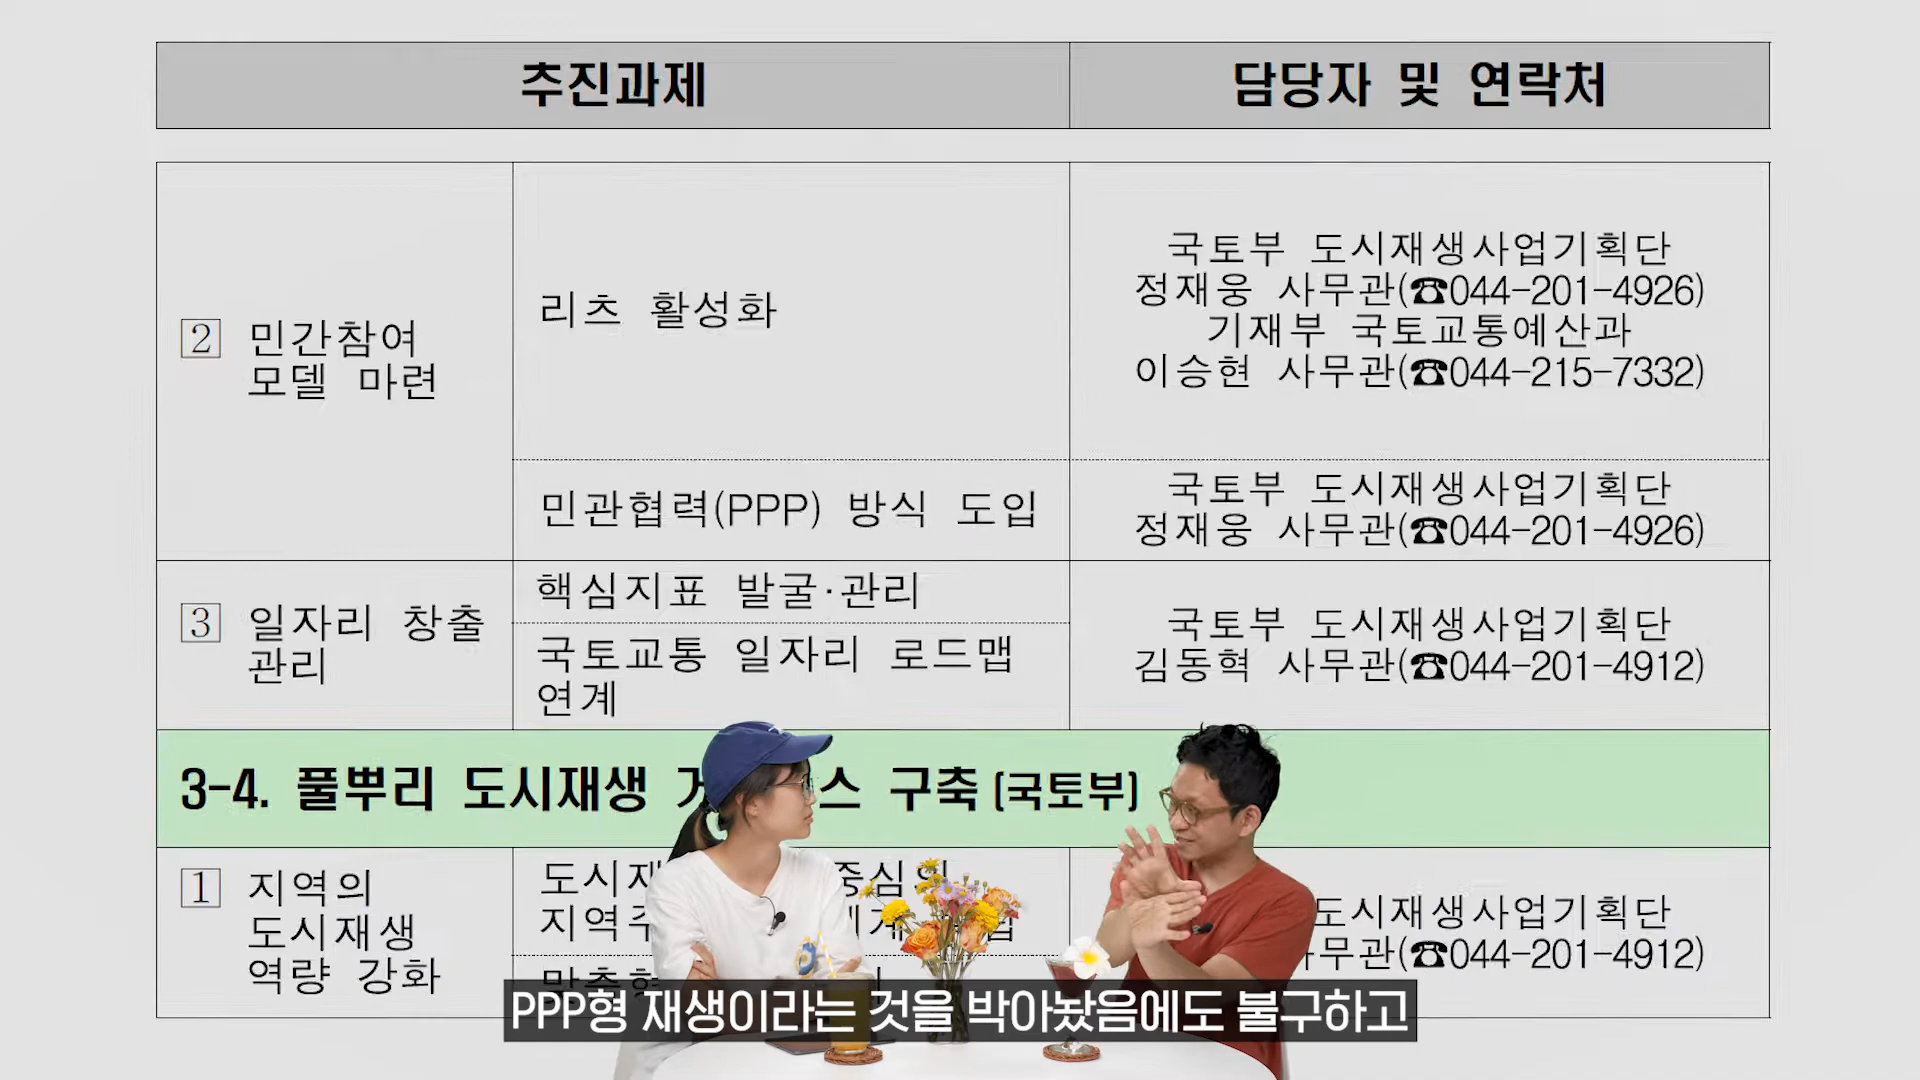 추진과제
담당자 및 연락처
2 민간참여
모델 마련
리츠 활성화
국토부 도시재생사업기획단
정재웅 사무관(☎044-201-4926)
기재부 국토교통예산과
이승현 사무관(☎044-215-7332)
민관협력(PPP) 방식 도입
국토부 도시재생사업기획단
정재웅 사무관(☎044-201-4926)
3 일자리 창출
관리
핵심지표 발굴·관리
국토교통 일자리 로드맵
연계
국토부 도시재생사업기획단
김동혁 사무관(☎044-201-4912)
3-4. 풀뿌리 도시재생 스 구축 (국토부)
1 지역의
도시재생
역량 강화
중심의
도시재생사업기획단
사무관(☎044-201-4912)
PPP형 재생이라는 것을 박아놨음에도 불구하고